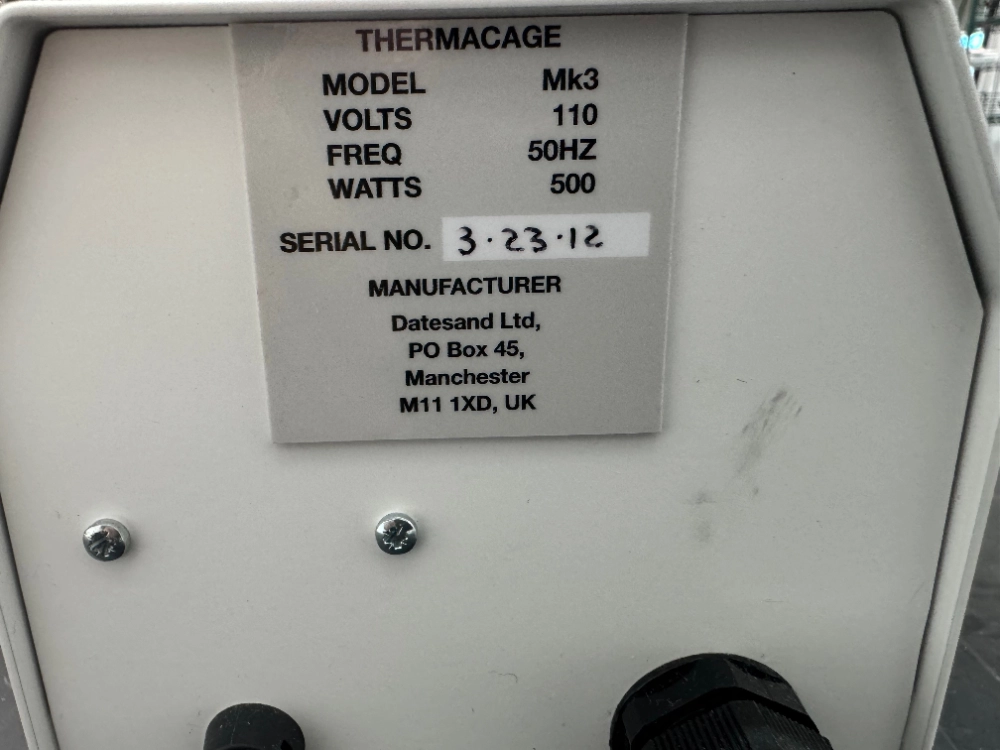 THERMACAGE
MODEL Mk3
VOLTS 110
FREQ 50HZ
WATTS 500
SERIAL NO. 3·23·12
MANUFACTURER
Datesand Ltd,
PO Box 45,
Manchester
M11 1XD, UK